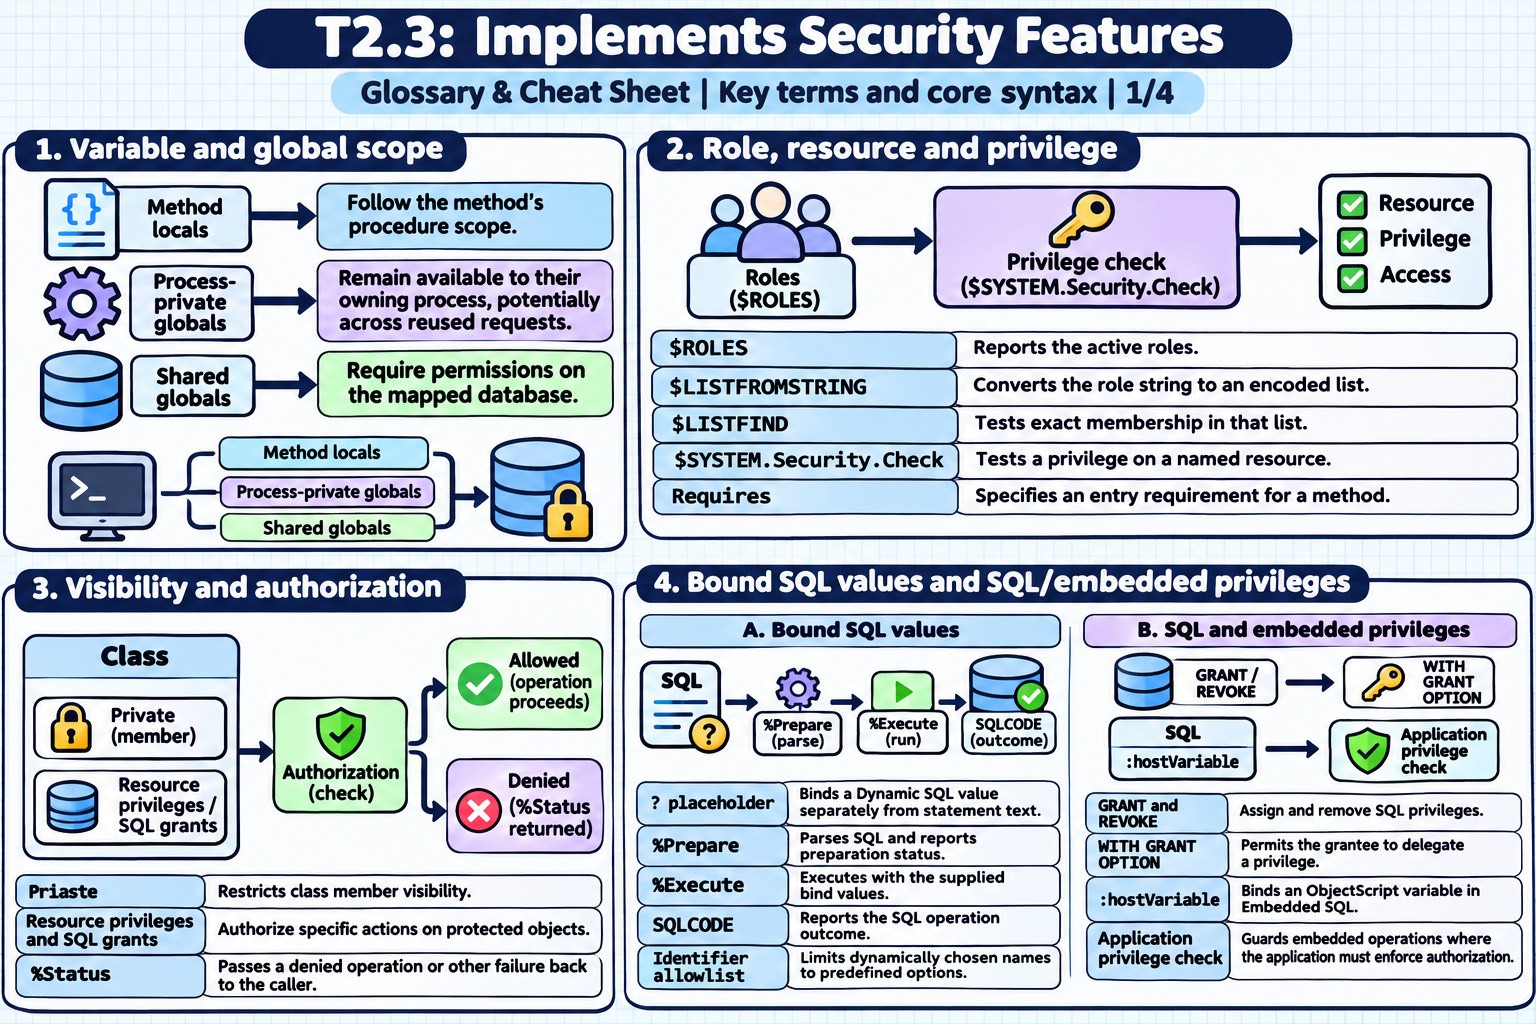 T2.3: Implements Security Features
Glossary & Cheat Sheet | Key terms and core syntax | 1/4
1. Variable and global scope
{}
Method
locals
Follow the method's
procedure scope.
Process-
private
globals
Remain available to their
owning process, potentially
across reused requests.
Shared
globals
Require permissions on
the mapped database.
>_
Method locals
Process-private globals
Shared globals
2. Role, resource and privilege
Roles
($ROLES)
Privilege check
($SYSTEM.Security.Check)
Resource
Privilege
Access
$ROLES
Reports the active roles.
$LISTFROMSTRING
Converts the role string to an encoded list.
$LISTFIND
Tests exact membership in that list.
$SYSTEM.Security.Check
Tests a privilege on a named resource.
Requires
Specifies an entry requirement for a method.
3. Visibility and authorization
Class
Private
(member)
Resource
privileges /
SQL grants
Authorization
(check)
Allowed
(operation
proceeds)
Denied
(%Status
returned)
Priaste
Restricts class member visibility.
Resource privileges
and SQL grants
Authorize specific actions on protected objects.
%Status
Passes a denied operation or other failure back
to the caller.
4. Bound SQL values and SQL/embedded privileges
A. Bound SQL values
SQL
?
%Prepare
(parse)
%Execute
(run)
SQLCODE
(outcome)
? placeholder
Binds a Dynamic SQL value
separately from statement text.
%Prepare
Parses SQL and reports
preparation status.
%Execute
Executes with the supplied
bind values.
SQLCODE
Reports the SQL operation
outcome.
Identifier
allowlist
Limits dynamically chosen names
to predefined options.
B. SQL and embedded privileges
GRANT /
REVOKE
WITH
GRANT
OPTION
SQL
:hostVariable
Application
privilege
check
GRANT and
REVOKE
Assign and remove SQL privileges.
WITH GRANT
OPTION
Permits the grantee to delegate
a privilege.
:hostVariable
Binds an ObjectScript variable in
Embedded SQL.
Application
privilege check
Guards embedded operations where
the application must enforce authorization.